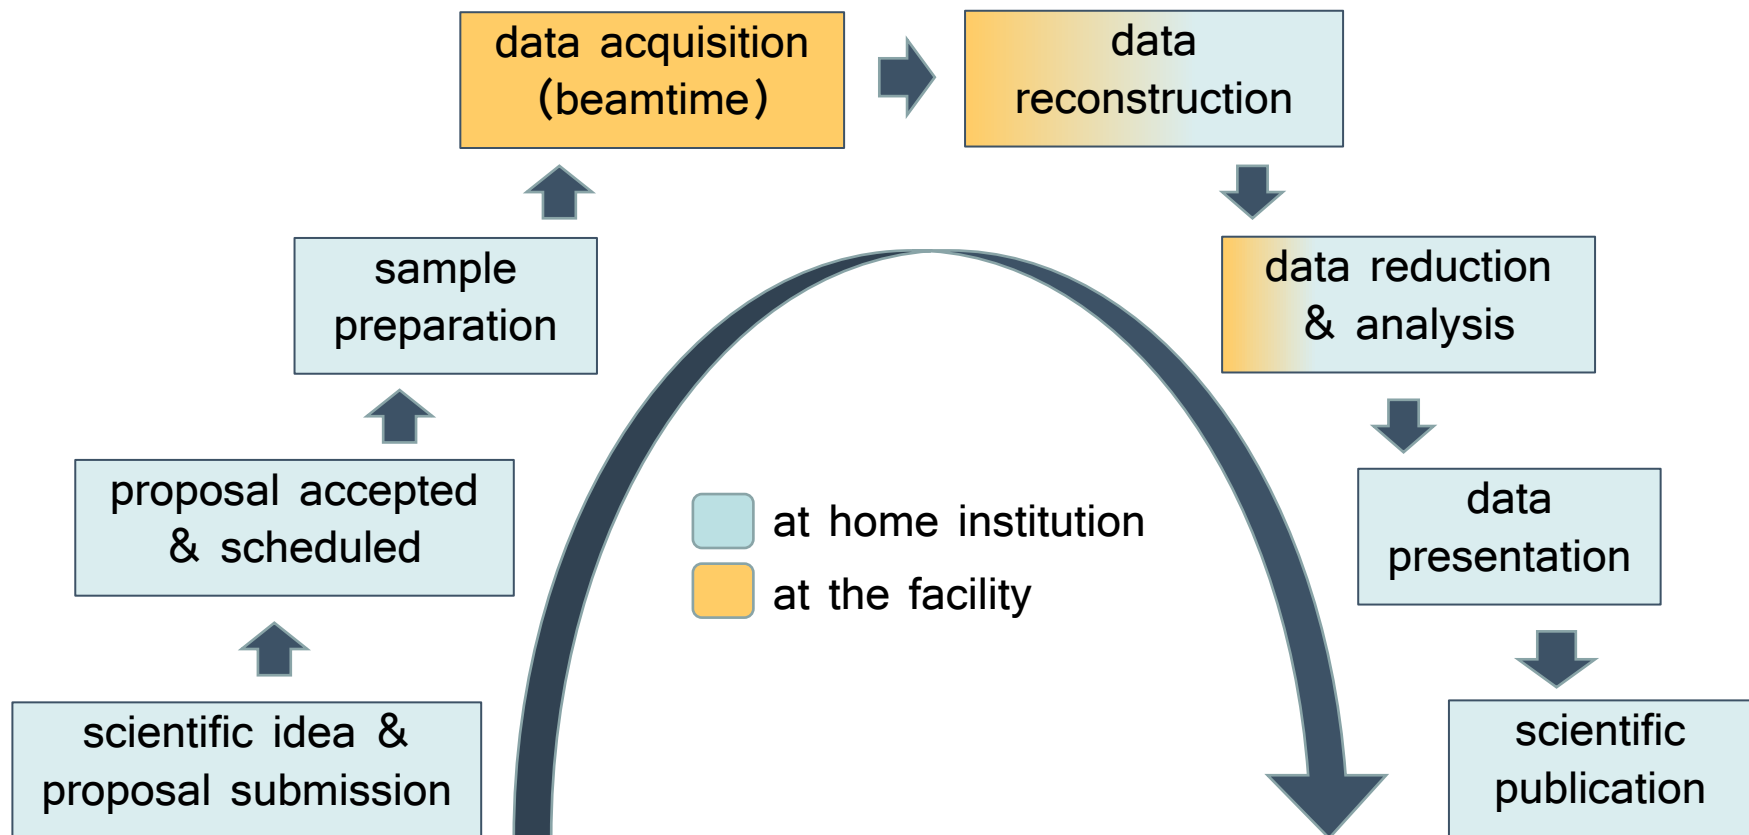 scientific idea &
proposal submission
proposal accepted
& scheduled
sample
preparation
data acquisition
(beamtime)
data
reconstruction
data reduction
& analysis
data
presentation
scientific
publication
at home institution
at the facility